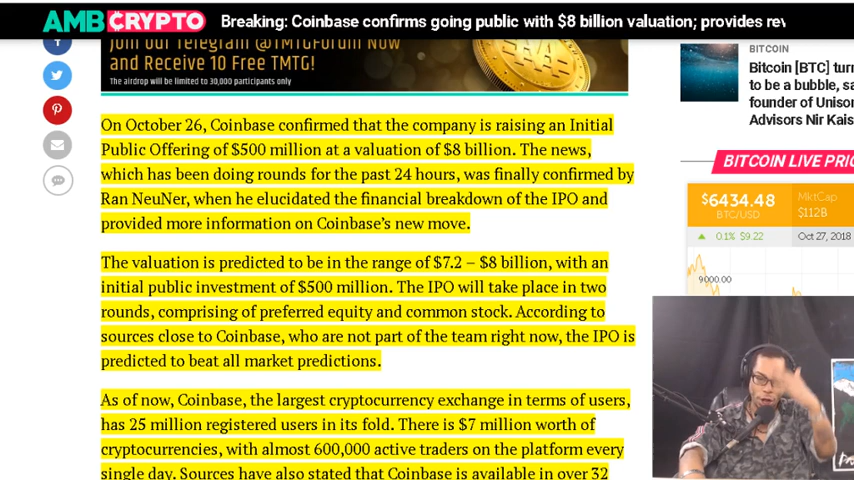 AMBCRYPTO
Breaking: Coinbase confirms going public with $8 billion valuation; provides
Join our Telegram @TMTGForum Now
and Receive 10 Free TMTG!
The airdrop will be limited to 30,000 participants only
On October 26, Coinbase confirmed that the company is raising an Initial
Public Offering of $500 million at a valuation of $8 billion. The news,
which has been doing rounds for the past 24 hours, was finally confirmed by
Ran NeuNer, when he elucidated the financial breakdown of the IPO and
provided more information on Coinbase's new move.
The valuation is predicted to be in the range of $7.2 – $8 billion, with an
initial public investment of $500 million. The IPO will take place in two
rounds, comprising of preferred equity and common stock. According to
sources close to Coinbase, who are not part of the team right now, the IPO is
predicted to beat all market predictions.
As of now, Coinbase, the largest cryptocurrency exchange in terms of users,
has 25 million registered users in its fold. There is $7 million worth of
cryptocurrencies, with almost 600,000 active traders on the platform every
single day. Sources have also stated that Coinbase is available in over 32
BITCOIN
Bitcoin [BTC]
to be a bubble,
founder of
Advisors Nir
BITCOIN LIVE
$6434.48
BTC/USD
MktCap
$112B
0.1% $9.22
Oct 27, 2018
9000.00